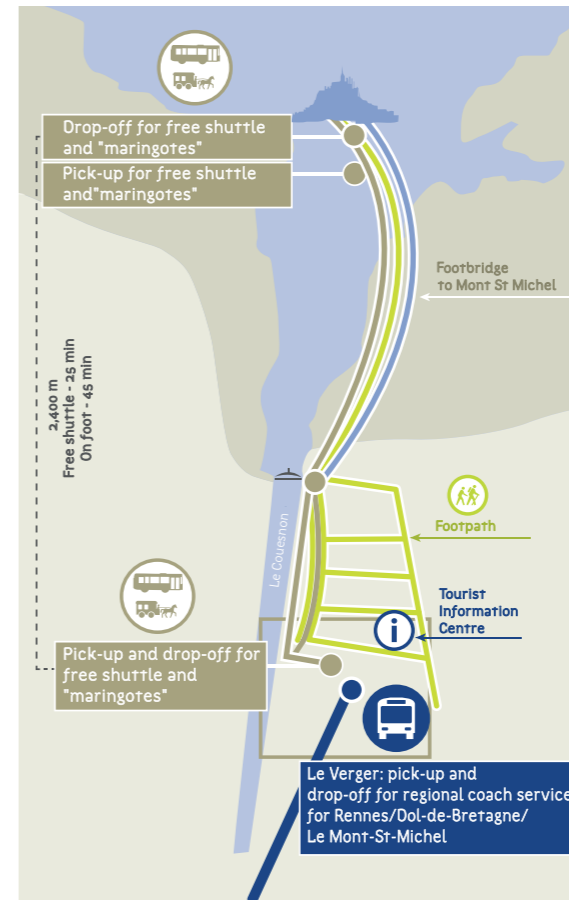 Drop-off for free shuttle
and "maringotes"
Pick-up for free shuttle
and"maringotes"
Footbridge
to Mont St Michel
2,400 m
Free shuttle - 25 min
On foot - 45 min
Le Couesnon
Footpath
Tourist
Information
Centre
i
Pick-up and drop-off for
free shuttle and
"maringotes"
Le Verger: pick-up and
drop-off for regional coach service
for Rennes/Dol-de-Bretagne/
Le Mont-St-Michel